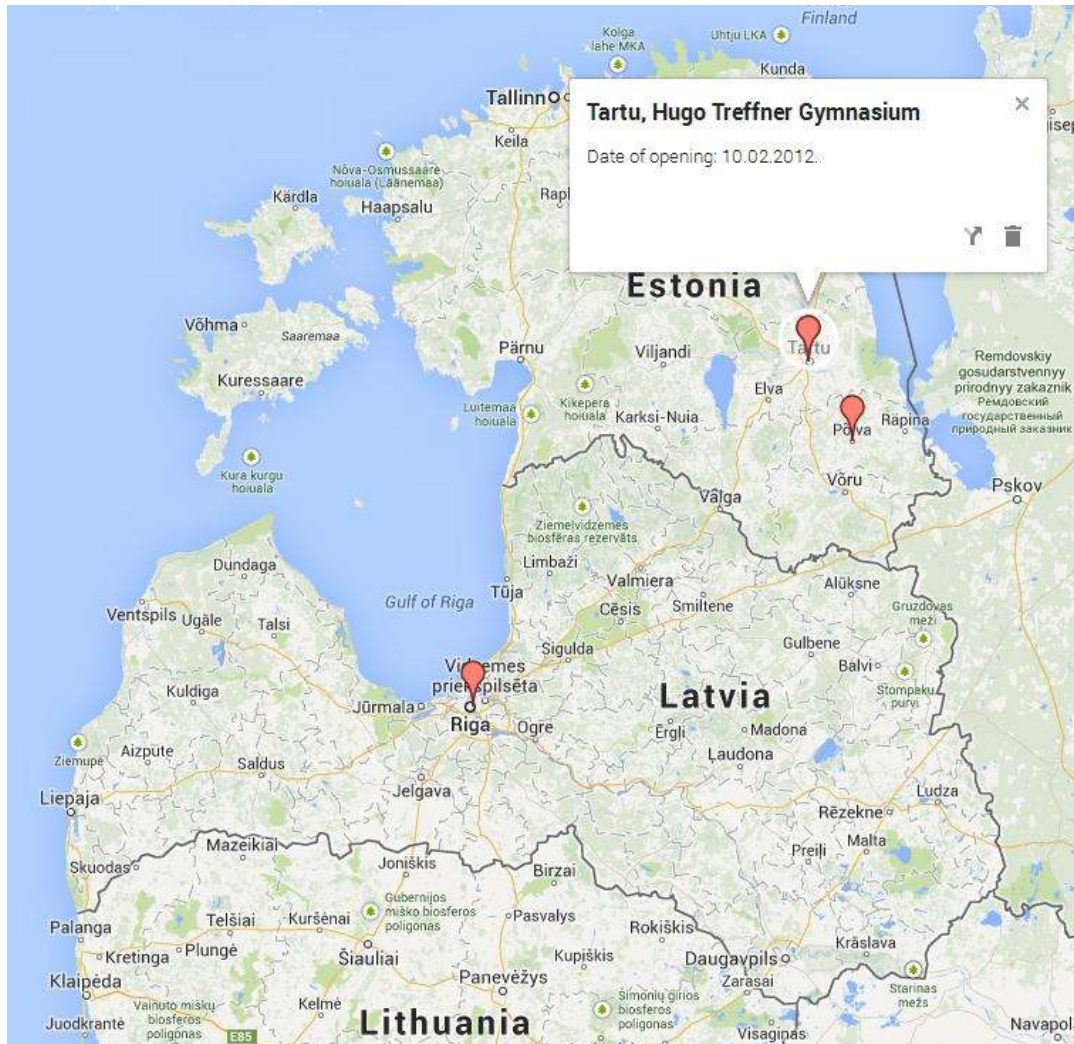 Finland
Kolga
lahe MKA
Uhtju LKA
Kunda
Tallinn
Keila
Tartu, Hugo Treffner Gymnasium
Date of opening: 10.02.2012.
Nõva-Osmussaare
hoiuala (Läänemaa)
Kärdla
Haapsalu
Estonia
Võhma
Saaremaa
Pärnu
Viljandi
Tartu
Remdovskiy
gosudarstvennyy
prirodnyy zakaznik
Ремдовский
государственный
природный заказник
Kuressaare
Elva
Luitemaa
hoiuala
Kikepera
hoiuala
Karksi-Nuia
Põlva
Räpina
Kura kurgu
hoiuala
Võru
Pskov
Valga
Ziemeļvidzemes
biosfēras rezervāts
Dundaga
Limbaži
Valmiera
Alūksne
Tūja
Gulf of Riga
Cēsis
Smiltene
Gruzdovas
meži
Ventspils
Ugāle
Talsi
Sigulda
Gulbene
Balvi
Vidzemes
priekšpilsēta
Stompaku
purvi
Kuldīga
Latvia
Jūrmala
Riga
Ogre
Ērgli
Madona
Ziemupe
Aizpute
Saldus
Ļaudona
Liepaja
Jelgava
Ludza
Rēzekne
Malta
Mazeikiai
Preiļi
Skuodas
Joniškis
Birzai
Gubernijos
miško biosferos
poligonas
Palanga
Telšiai
Kuršėnai
Pasvalys
Rokiškis
Kretinga
Plungė
Šiauliai
Kupiškis
Daugavpils
Krāslava
Klaipėda
Panevėžys
Zarasai
Starinas
mežs
Vainuto miškų
biosferos
poligonas
Kelmė
Simonių girios
biosferos
poligonas
Juodkrantė
E85
Lithuania
Visaginas